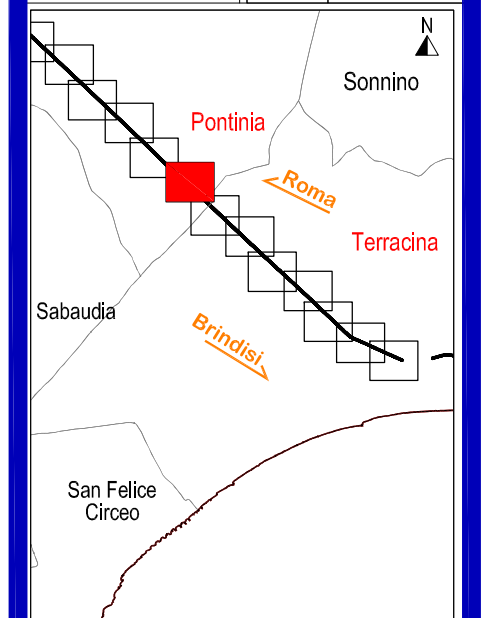 N
Sonnino
Pontinia
Roma
Terracina
Sabaudia
Brindisi
San Felice
Circeo